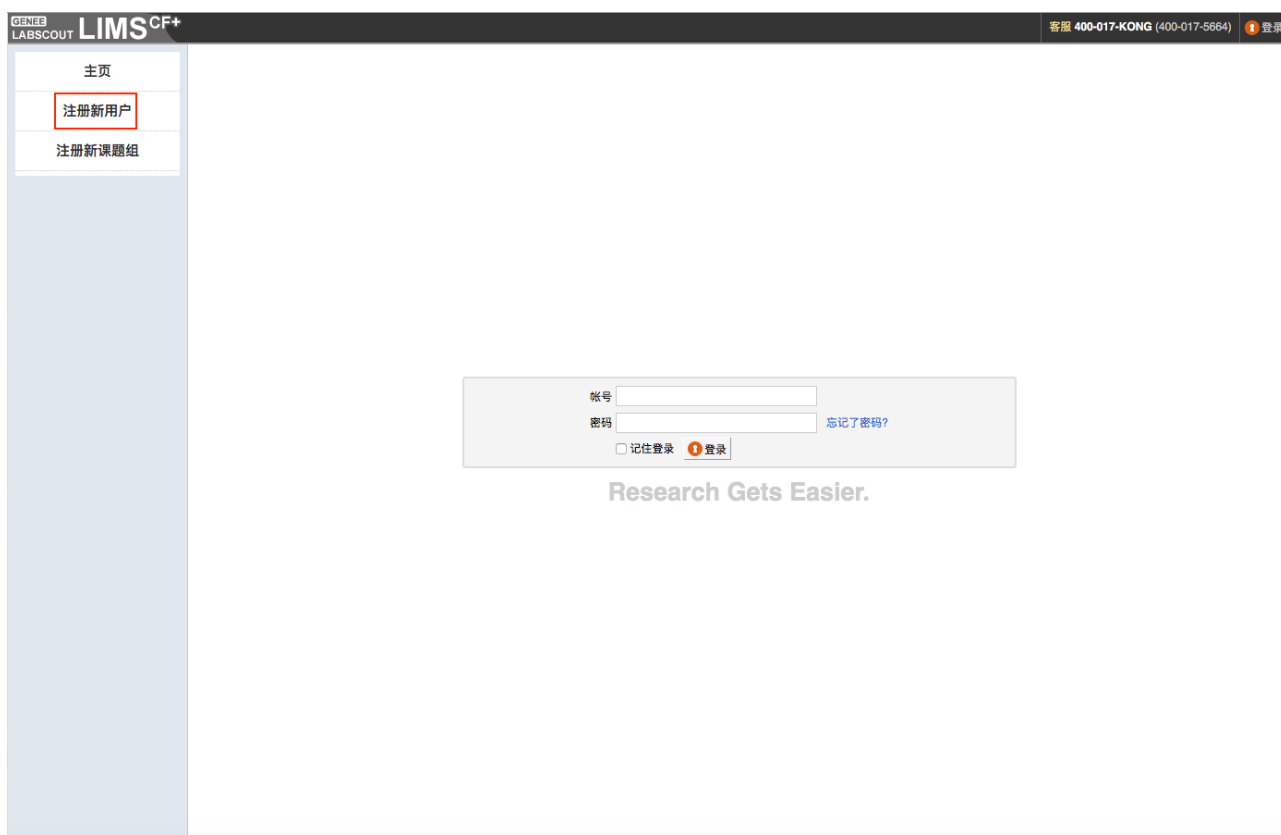 GENEE
LABSCOUT LIMS CF+
客服 400-017-KONG (400-017-5664) 登录
主页
注册新用户
注册新课题组
帐号
密码 忘记了密码?
记住登录 登录
Research Gets Easier.